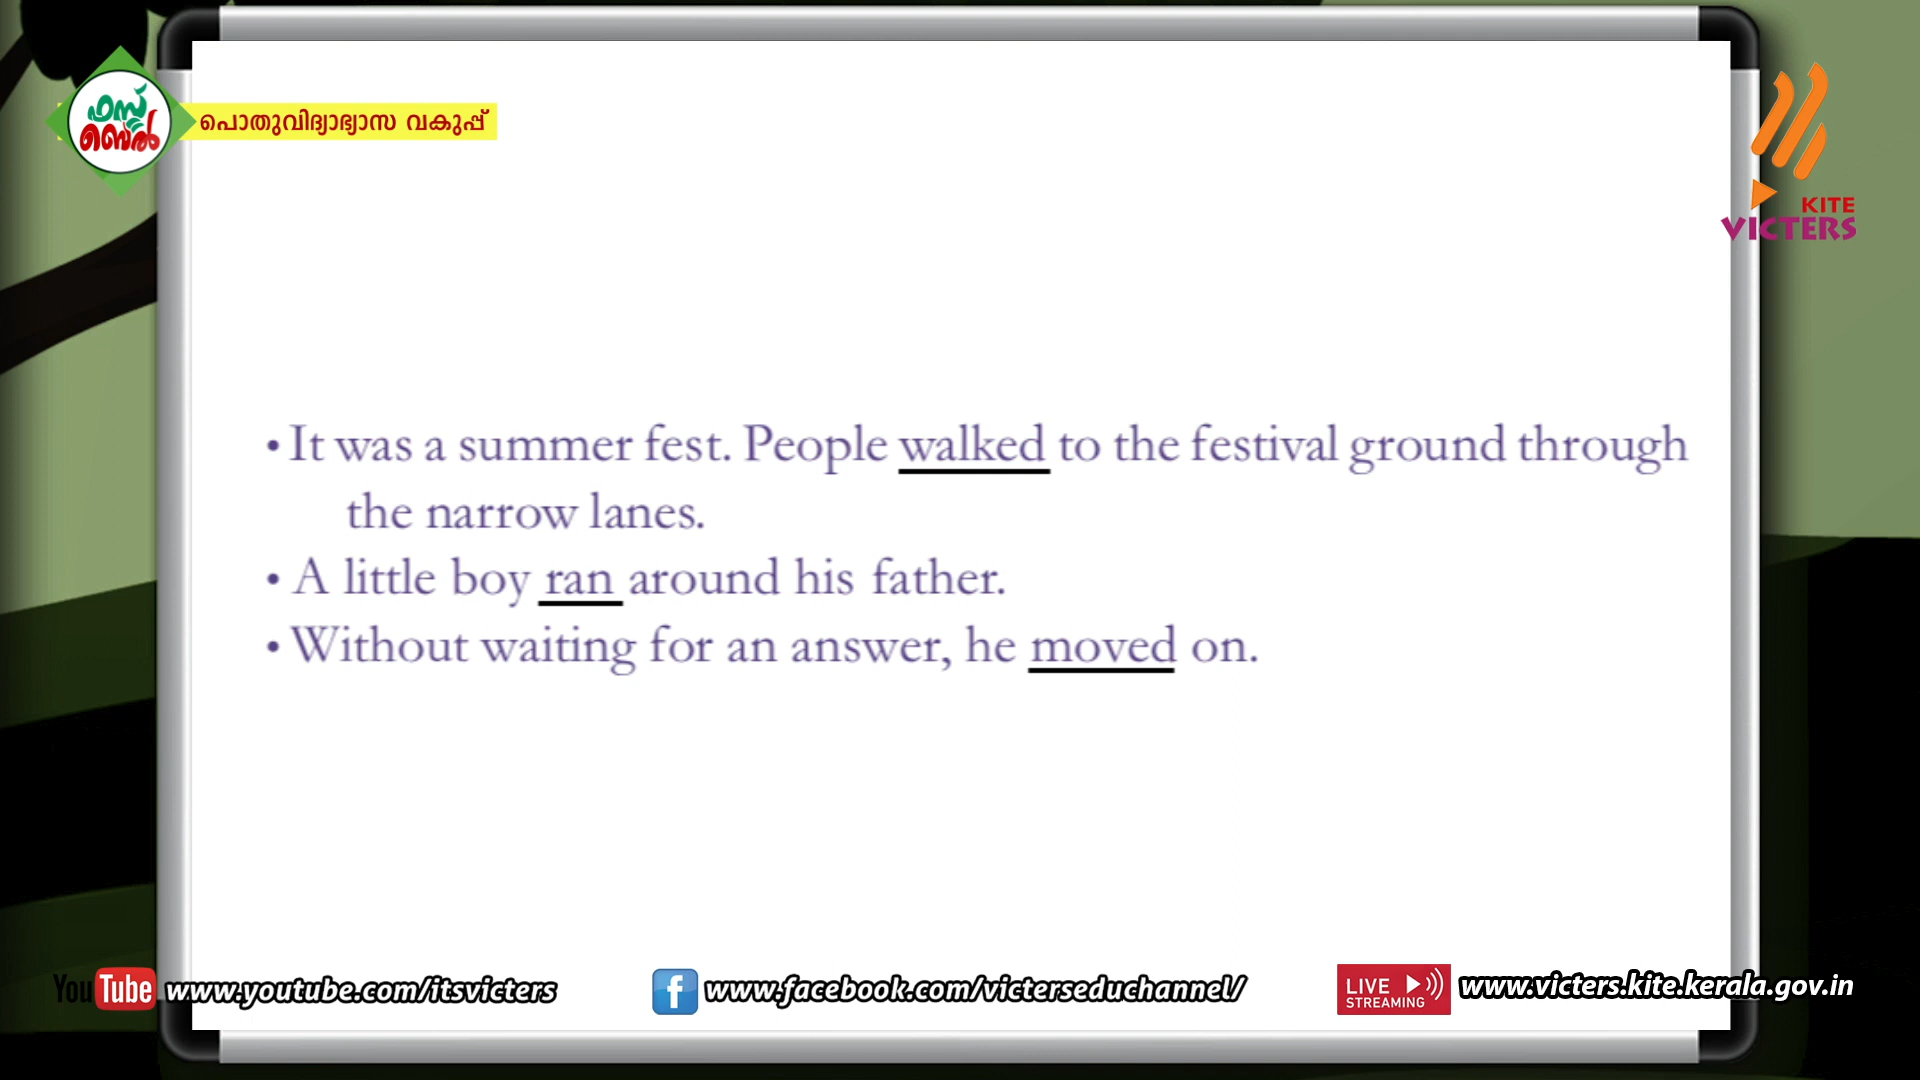 ഫസ്റ്റ്
ബെൽ
പൊതുവിദ്യാഭ്യാസ വകുപ്പ്
KITE
VICTERS
• It was a summer fest. People walked to the festival ground through
the narrow lanes.
• A little boy ran around his father.
• Without waiting for an answer, he moved on.
YouTube www.youtube.com/itsvicters
f www.facebook.com/victerseduchannel/
LIVE STREAMING www.victers.kite.kerala.gov.in